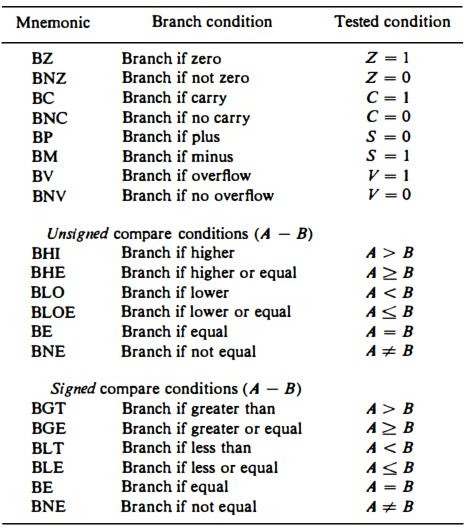 Mnemonic Branch condition Tested condition
BZ Branch if zero Z = 1
BNZ Branch if not zero Z = 0
BC Branch if carry C = 1
BNC Branch if no carry C = 0
BP Branch if plus S = 0
BM Branch if minus S = 1
BV Branch if overflow V = 1
BNV Branch if no overflow V = 0
Unsigned compare conditions (A − B)
BHI Branch if higher A > B
BHE Branch if higher or equal A ≥ B
BLO Branch if lower A < B
BLOE Branch if lower or equal A ≤ B
BE Branch if equal A = B
BNE Branch if not equal A ≠ B
Signed compare conditions (A − B)
BGT Branch if greater than A > B
BGE Branch if greater or equal A ≥ B
BLT Branch if less than A < B
BLE Branch if less or equal A ≤ B
BE Branch if equal A = B
BNE Branch if not equal A ≠ B